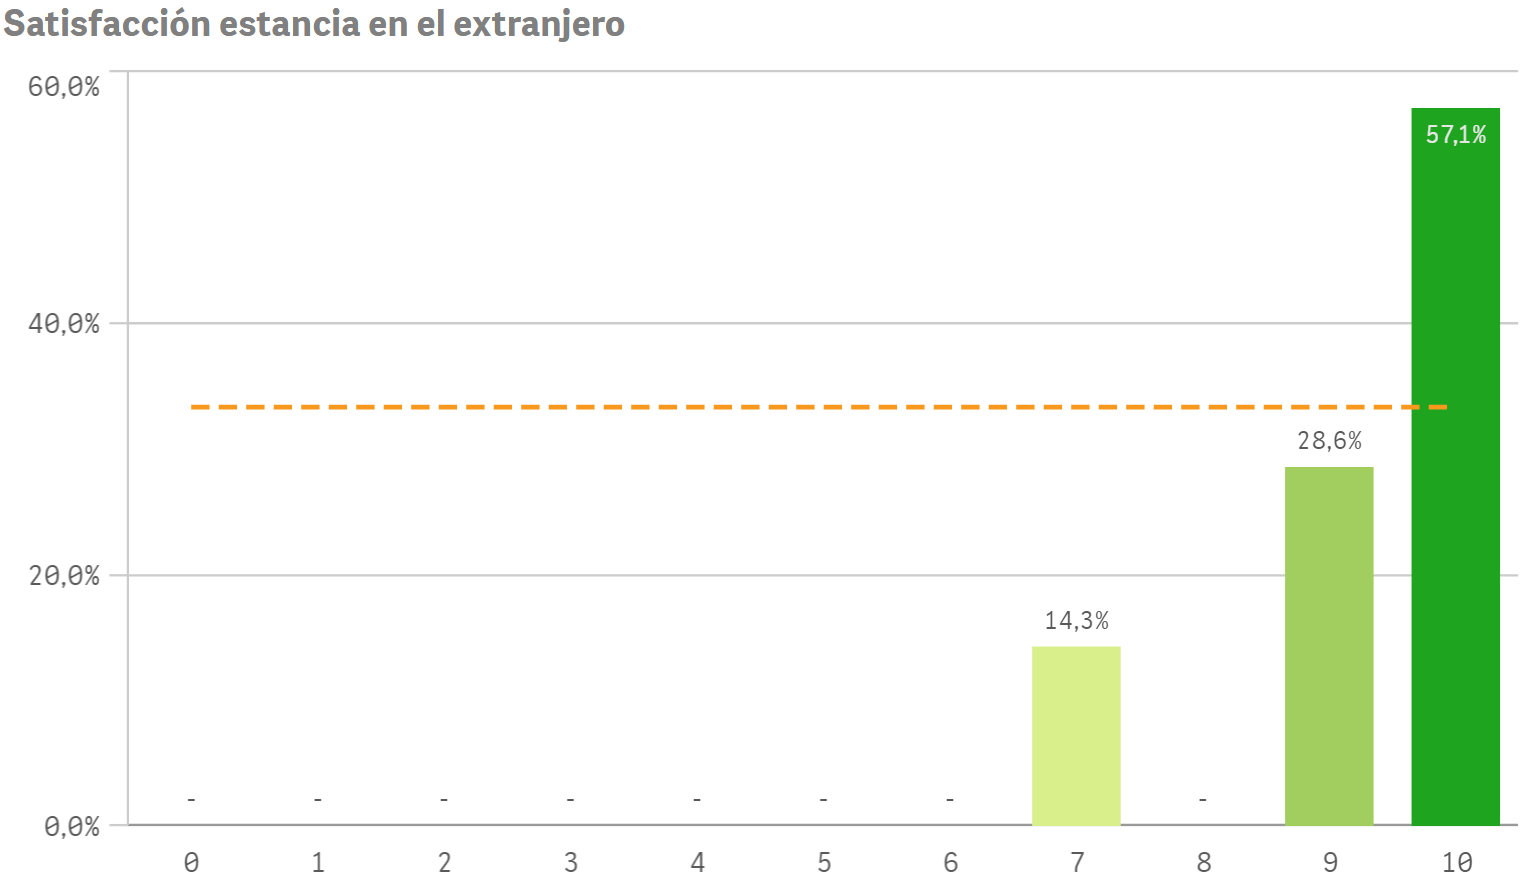 Satisfacción estancia en el extranjero
60,0%
57,1%
40,0%
28,6%
20,0%
14,3%
- - - - - - - -
0,0%
0 1 2 3 4 5 6 7 8 9 10